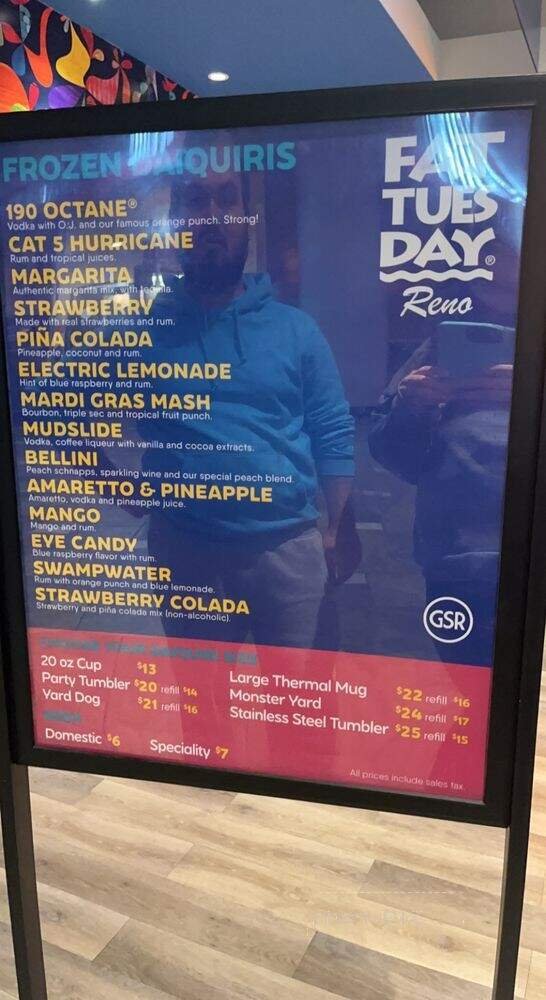 FROZEN DAIQUIRIS
190 OCTANE®
Vodka with O.J. and our famous orange punch. Strong!
CAT 5 HURRICANE
Rum and tropical juices.
MARGARITA
Authentic margarita mix, with tequila.
STRAWBERRY
Made with real strawberries and rum.
PIÑA COLADA
Pineapple, coconut and rum.
ELECTRIC LEMONADE
Hint of blue raspberry and rum.
MARDI GRAS MASH
Bourbon, triple sec and tropical fruit punch.
MUDSLIDE
Vodka, coffee liqueur with vanilla and cocoa extracts.
BELLINI
Peach schnapps, sparkling wine and our special peach blend.
AMARETTO & PINEAPPLE
Amaretto, vodka and pineapple juice.
MANGO
Mango and rum.
EYE CANDY
Blue raspberry flavor with rum.
SWAMPWATER
Rum with orange punch and blue lemonade.
STRAWBERRY COLADA
Strawberry and piña colada mix (non-alcoholic).
FAT
TUES
DAY®
Reno
GSR
20 oz Cup $13
Party Tumbler $20 refill $14
Yard Dog $21 refill $16
Large Thermal Mug $22 refill $16
Monster Yard $24 refill $17
Stainless Steel Tumbler $25 refill $15
Domestic $6 Speciality $7
All prices include sales tax.